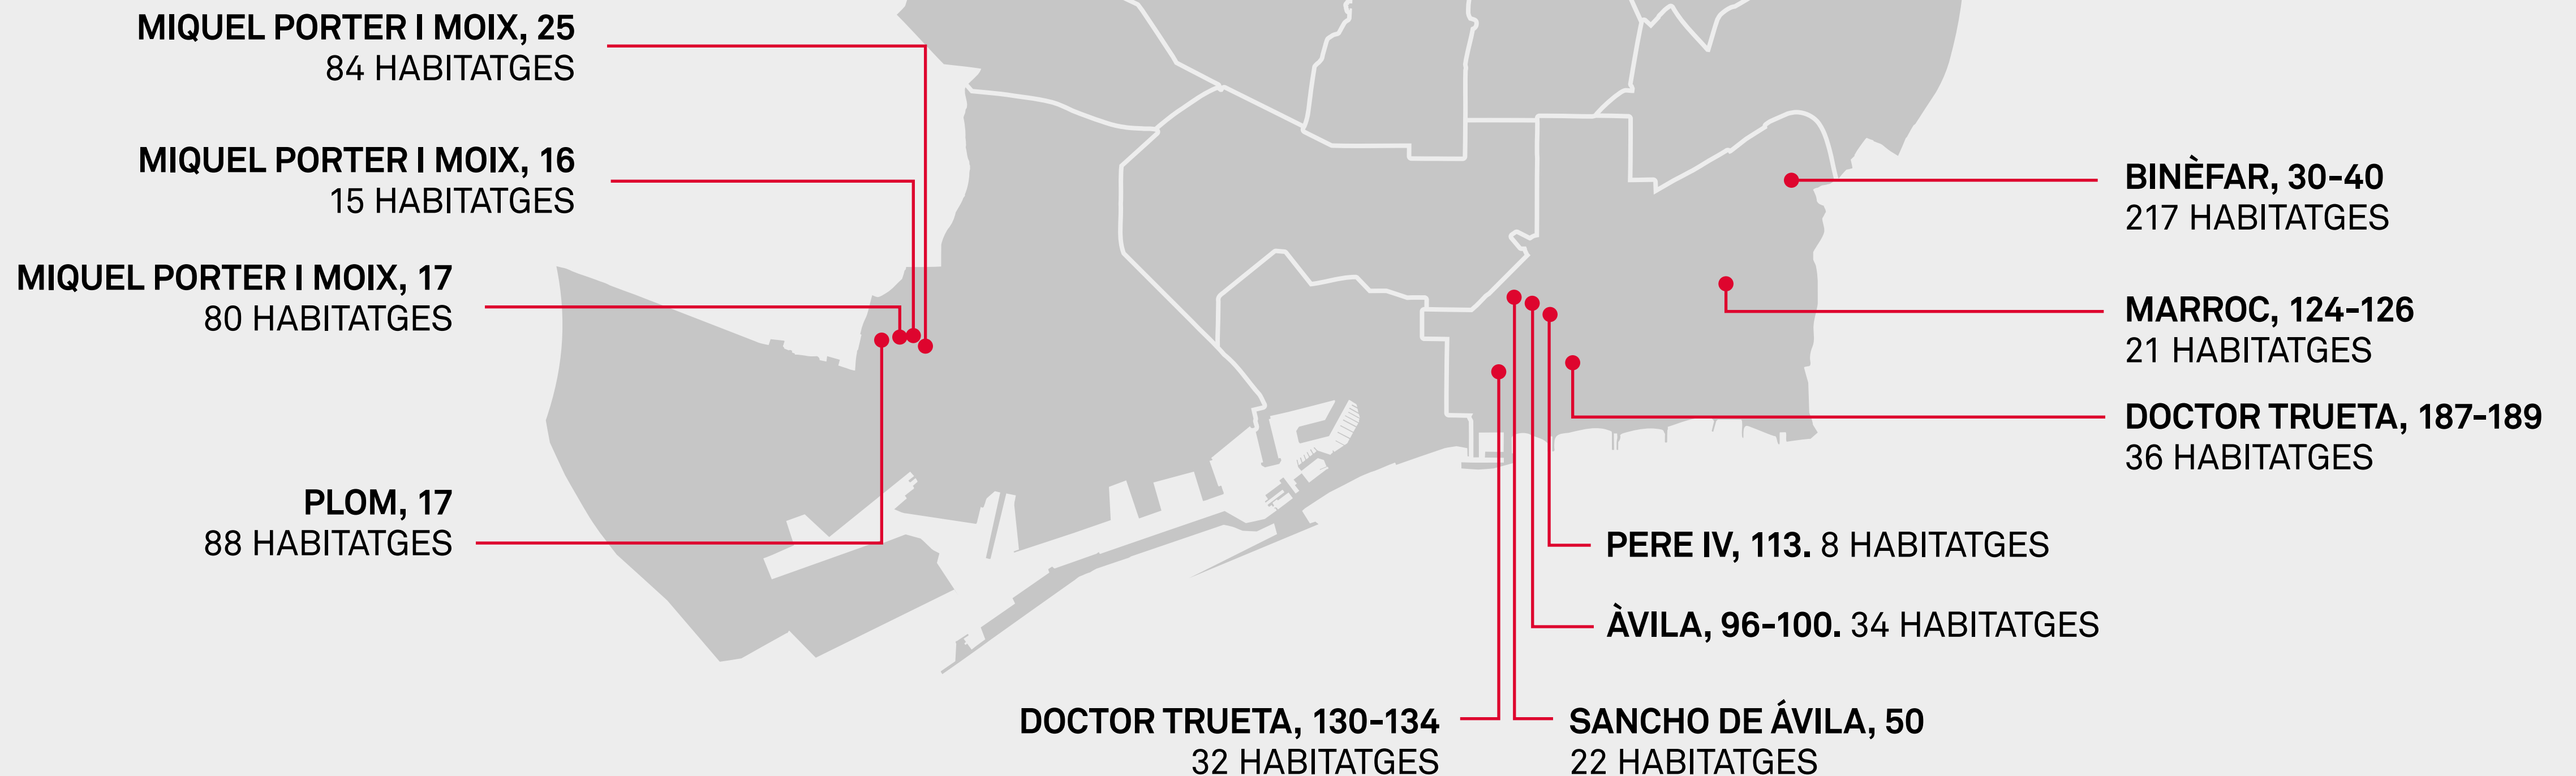 MIQUEL PORTER I MOIX, 25
84 HABITATGES
MIQUEL PORTER I MOIX, 16
15 HABITATGES
MIQUEL PORTER I MOIX, 17
80 HABITATGES
PLOM, 17
88 HABITATGES
BINÈFAR, 30-40
217 HABITATGES
MARROC, 124-126
21 HABITATGES
DOCTOR TRUETA, 187-189
36 HABITATGES
PERE IV, 113. 8 HABITATGES
ÀVILA, 96-100. 34 HABITATGES
DOCTOR TRUETA, 130-134
32 HABITATGES
SANCHO DE ÁVILA, 50
22 HABITATGES